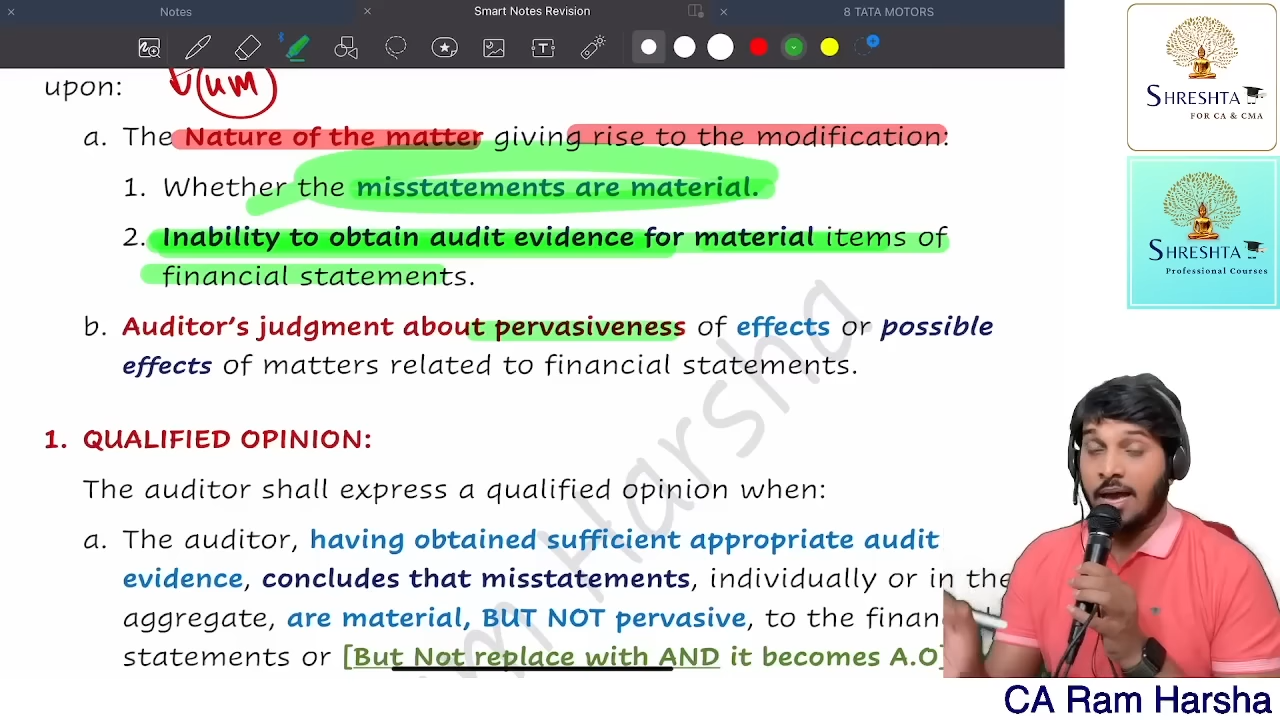 Notes
Smart Notes Revision
8 TATA MOTORS
SHRESHTA
FOR CA & CMA
SHRESHTA
Professional Courses
upon:
um
a. The Nature of the matter giving rise to the modification:
1. Whether the misstatements are material.
2. Inability to obtain audit evidence for material items of
financial statements.
b. Auditor's judgment about pervasiveness of effects or possible
effects of matters related to financial statements.
1. QUALIFIED OPINION:
The auditor shall express a qualified opinion when:
a. The auditor, having obtained sufficient appropriate audit
evidence, concludes that misstatements, individually or in the
aggregate, are material, BUT NOT pervasive, to the finan
statements or [But Not replace with AND it becomes A.O]
m Harsha
CA Ram Harsha